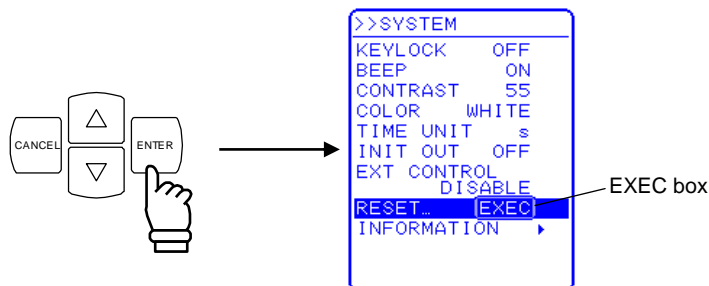 CANCEL
ENTER
>>SYSTEM
KEYLOCK OFF
BEEP ON
CONTRAST 55
COLOR WHITE
TIME UNIT s
INIT OUT OFF
EXT CONTROL
DISABLE
RESET… EXEC
INFORMATION
EXEC box